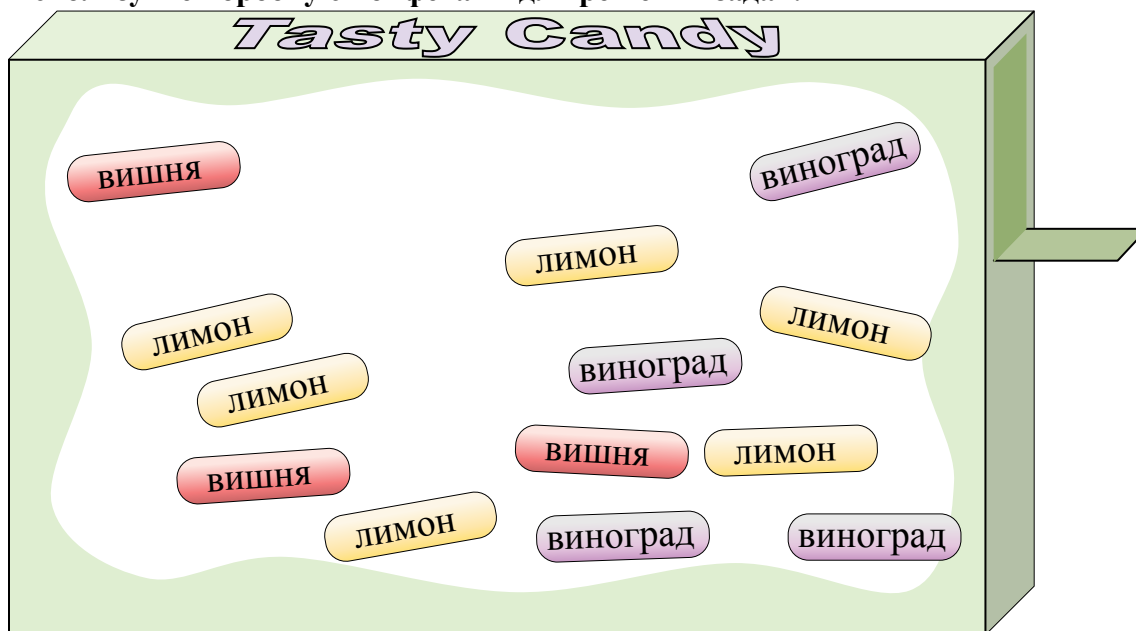 Tasty Candy
вишня
виноград
лимон
лимон
лимон
виноград
лимон
вишня
лимон
вишня
лимон
виноград
виноград